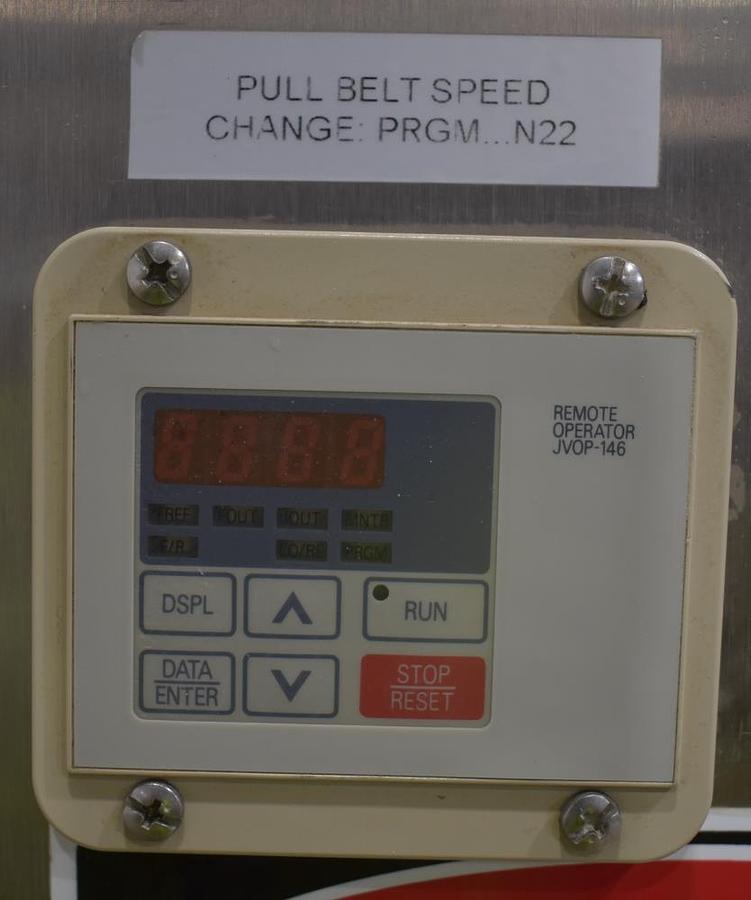 PULL BELT SPEED
CHANGE: PRGM...N22
REMOTE
OPERATOR
JVOP-146
FREF FOUT IOUT MNTR
F/R LO/RE PRGM
DSPL
RUN
DATA
ENTER
STOP
RESET